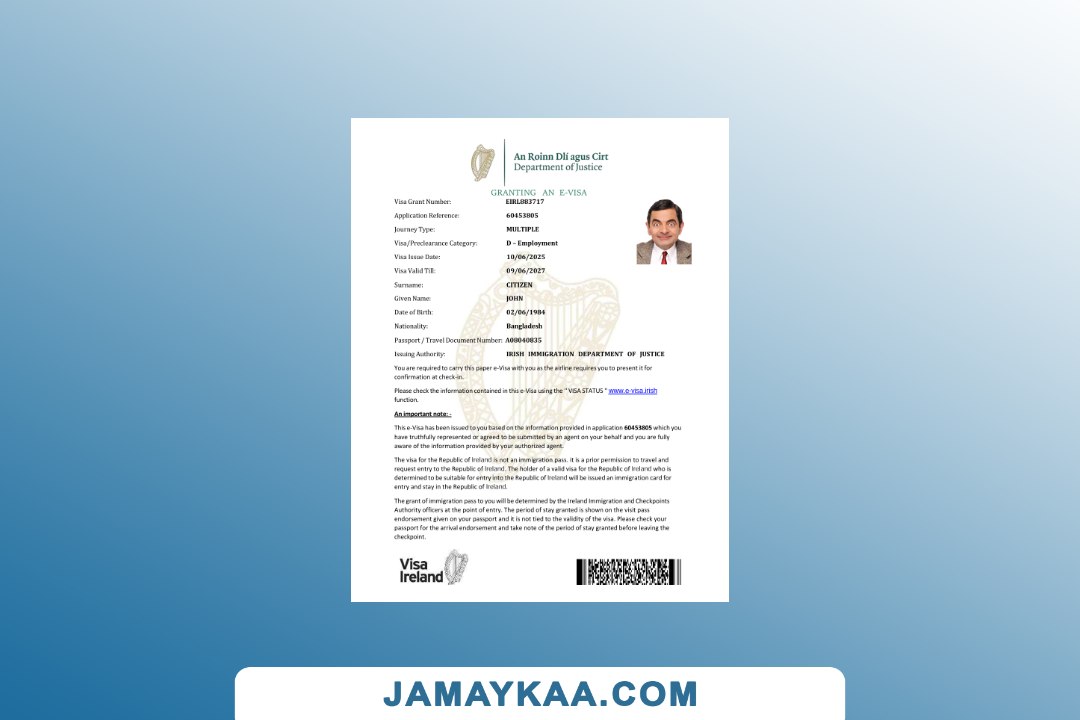 An Roinn Dlí agus Cirt
Department of Justice
GRANTING AN E-VISA
Visa Grant Number: EIRL883717
Application Reference: 60453805
Journey Type: MULTIPLE
Visa/Preclearance Category: D – Employment
Visa Issue Date: 10/06/2025
Visa Valid Till: 09/06/2027
Surname: CITIZEN
Given Name: JOHN
Date of Birth: 02/06/1984
Nationality: Bangladesh
Passport / Travel Document Number: A08040835
Issuing Authority: IRISH IMMIGRATION DEPARTMENT OF JUSTICE
You are required to carry this paper e-Visa with you as the airline requires you to present it for
confirmation at check-in.
Please check the information contained in this e-Visa using the " VISA STATUS " www.e-visa.irish
function.
An important note: -
This e-Visa has been issued to you based on the information provided in application 60453805 which you
have truthfully represented or agreed to be submitted by an agent on your behalf and you are fully
aware of the information provided by your authorized agent.
The visa for the Republic of Ireland is not an immigration pass. It is a prior permission to travel and
request entry to the Republic of Ireland. The holder of a valid visa for the Republic of Ireland who is
determined to be suitable for entry into the Republic of Ireland will be issued an immigration card for
entry and stay in the Republic of Ireland.
The grant of immigration pass to you will be determined by the Ireland Immigration and Checkpoints
Authority officers at the point of entry. The period of stay granted is shown on the visit pass
endorsement given on your passport and it is not tied to the validity of the visa. Please check your
passport for the arrival endorsement and take note of the period of stay granted before leaving the
checkpoint.
Visa
Ireland
JAMAYKAA.COM